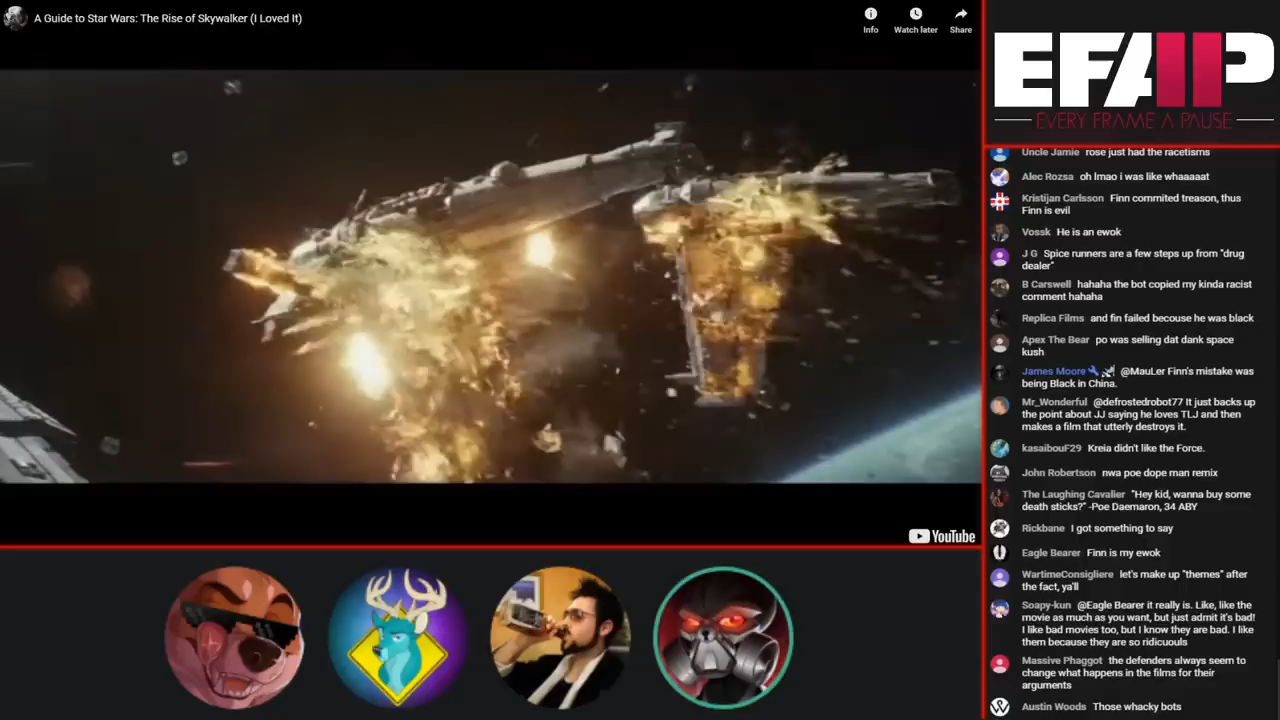 A Guide to Star Wars: The Rise of Skywalker (I Loved It)
Info
Watch later
Share
YouTube
EFAP
EVERY FRAME A PAUSE
Uncle Jamie rose just had the racetisms
Alec Rozsa oh lmao i was like whaaaaat
Kristijan Carlsson Finn commited treason, thus
Finn is evil
Vossk He is an ewok
J G Spice runners are a few steps up from "drug
dealer"
B Carswell hahaha the bot copied my kinda racist
comment hahaha
Replica Films and fin failed becouse he was black
Apex The Bear po was selling dat dank space
kush
James Moore @MauLer Finn's mistake was
being Black in China.
Mr_Wonderful @defrostedrobot77 It just backs up
the point about JJ saying he loves TLJ and then
makes a film that utterly destroys it.
kasaibouF29 Kreia didn't like the Force.
John Robertson nwa poe dope man remix
The Laughing Cavalier "Hey kid, wanna buy some
death sticks?" -Poe Daemaron, 34 ABY
Rickbane I got something to say
Eagle Bearer Finn is my ewok
WartimeConsigliere let's make up "themes" after
the fact, ya'll
Soapy-kun @Eagle Bearer it really is. Like, like the
movie as much as you want, but just admit it's bad!
I like bad movies too, but I know they are bad. I like
them because they are so ridicuouls
Massive Phaggot the defenders always seem to
change what happens in the films for their
arguments
Austin Woods Those whacky bots